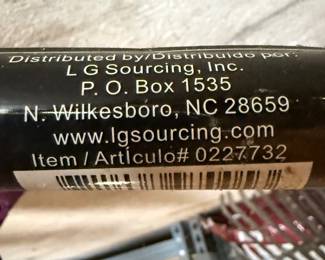 Distributed by/Distribuido por:
L G Sourcing, Inc.
P. O. Box 1535
N. Wilkesboro, NC 28659
www.lgsourcing.com
Item / Artículo# 0227732